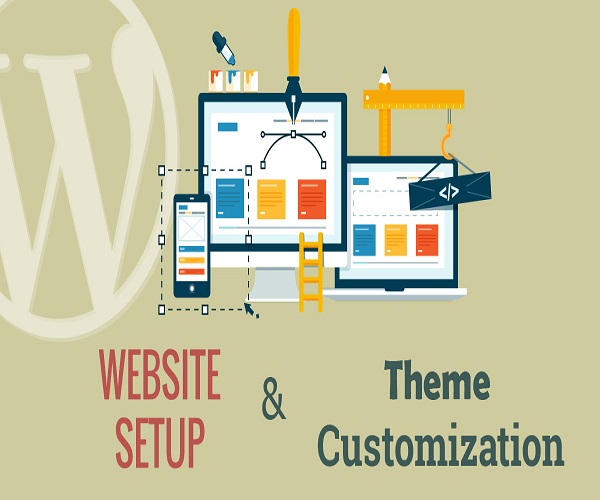 W
</>
WEBSITE
SETUP
&
Theme
Customization